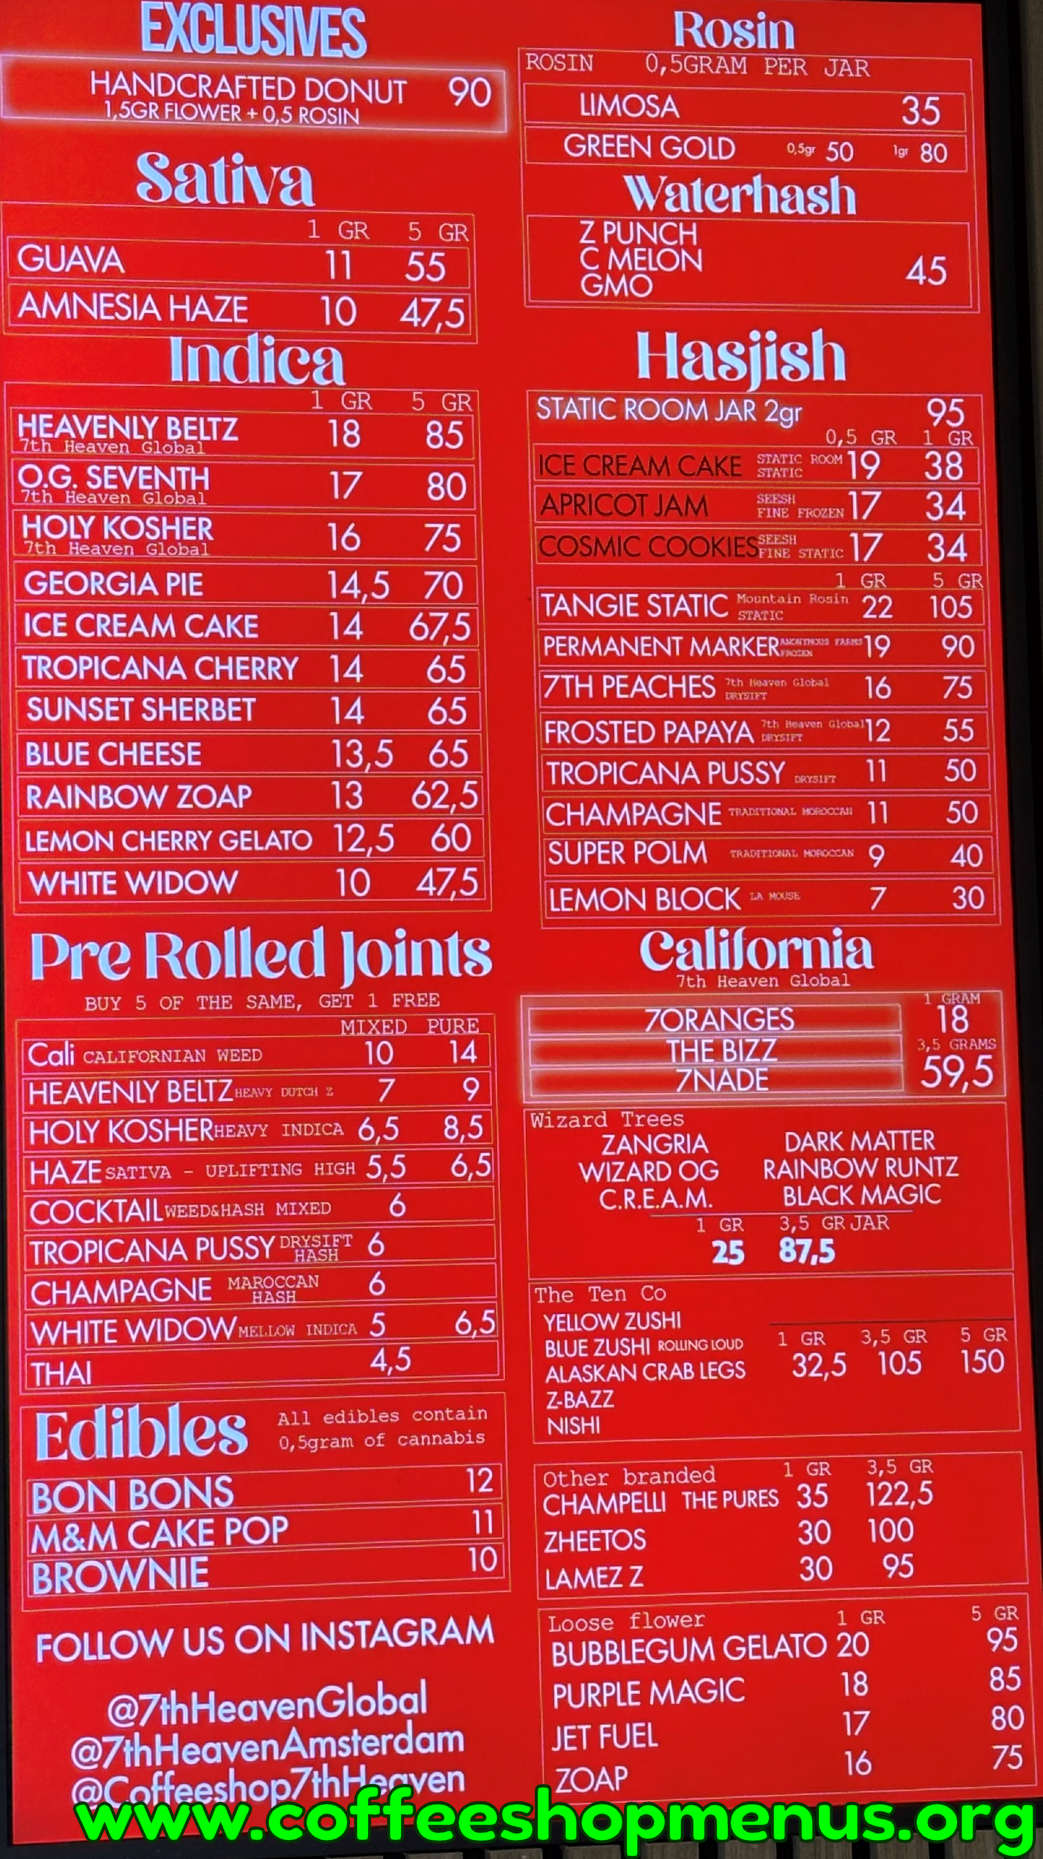 EXCLUSIVES
HANDCRAFTED DONUT 90
1,5GR FLOWER + 0,5 ROSIN
Sativa
1 GR 5 GR
GUAVA 11 55
AMNESIA HAZE 10 47,5
Indica
1 GR 5 GR
HEAVENLY BELTZ 18 85
7th Heaven Global
O.G. SEVENTH 17 80
7th Heaven Global
HOLY KOSHER 16 75
7th Heaven Global
GEORGIA PIE 14,5 70
ICE CREAM CAKE 14 67,5
TROPICANA CHERRY 14 65
SUNSET SHERBET 14 65
BLUE CHEESE 13,5 65
RAINBOW ZOAP 13 62,5
LEMON CHERRY GELATO 12,5 60
WHITE WIDOW 10 47,5
Pre Rolled Joints
BUY 5 OF THE SAME, GET 1 FREE
MIXED PURE
Cali CALIFORNIAN WEED 10 14
HEAVENLY BELTZ HEAVY DUTCH Z 7 9
HOLY KOSHER HEAVY INDICA 6,5 8,5
HAZE SATIVA - UPLIFTING HIGH 5,5 6,5
COCKTAIL WEED&HASH MIXED 6
TROPICANA PUSSY DRYSIFT HASH 6
CHAMPAGNE MAROCCAN HASH 6
WHITE WIDOW MELLOW INDICA 5 6,5
THAI 4,5
Edibles
All edibles contain
0,5gram of cannabis
BON BONS 12
M&M CAKE POP 11
BROWNIE 10
FOLLOW US ON INSTAGRAM
@7thHeavenGlobal
@7thHeavenAmsterdam
@Coffeeshop7thHeaven
Rosin
ROSIN 0,5GRAM PER JAR
LIMOSA 35
GREEN GOLD 0,5gr 50 1gr 80
Waterhash
Z PUNCH
C MELON 45
GMO
Hasjish
STATIC ROOM JAR 2gr 95
0,5 GR 1 GR
ICE CREAM CAKE STATIC ROOM STATIC 19 38
APRICOT JAM SEESH FINE FROZEN 17 34
COSMIC COOKIES SEESH FINE STATIC 17 34
1 GR 5 GR
TANGIE STATIC Mountain Rosin STATIC 22 105
PERMANENT MARKER ANONYMOUS FARMS FROZEN 19 90
7TH PEACHES 7th Heaven Global DRYSIFT 16 75
FROSTED PAPAYA 7th Heaven Global DRYSIFT 12 55
TROPICANA PUSSY DRYSIFT 11 50
CHAMPAGNE TRADITIONAL MOROCCAN 11 50
SUPER POLM TRADITIONAL MOROCCAN 9 40
LEMON BLOCK LA MOUSE 7 30
California
7th Heaven Global
1 GRAM
7ORANGES 18
THE BIZZ 3,5 GRAMS
7NADE 59,5
Wizard Trees
ZANGRIA DARK MATTER
WIZARD OG RAINBOW RUNTZ
C.R.E.A.M. BLACK MAGIC
1 GR 3,5 GR JAR
25 87,5
The Ten Co
YELLOW ZUSHI
BLUE ZUSHI ROLLING LOUD 1 GR 3,5 GR 5 GR
ALASKAN CRAB LEGS 32,5 105 150
Z-BAZZ
NISHI
Other branded 1 GR 3,5 GR
CHAMPELLI THE PURES 35 122,5
ZHEETOS 30 100
LAMEZ Z 30 95
Loose flower 1 GR 5 GR
BUBBLEGUM GELATO 20 95
PURPLE MAGIC 18 85
JET FUEL 17 80
ZOAP 16 75
www.coffeeshopmenus.org